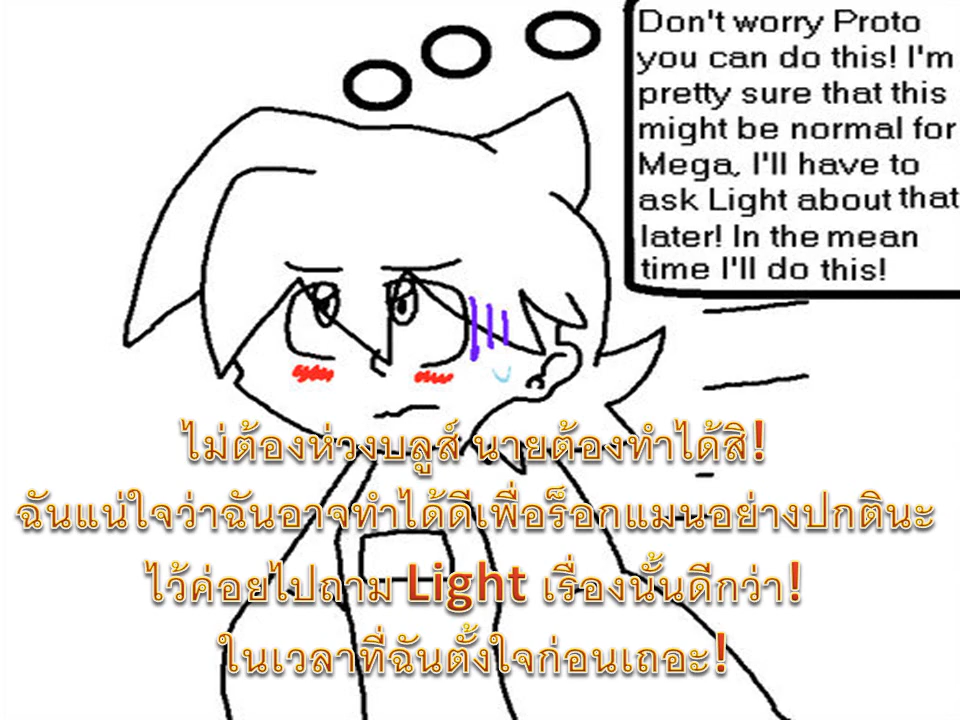 Don't worry Proto
you can do this! I'm
pretty sure that this
might be normal for
Mega, I'll have to
ask Light about that
later! In the mean
time I'll do this!
ไม่ต้องห่วงบลูส์ นายต้องทำได้สิ!
ฉันแน่ใจว่าฉันอาจทำได้ดีเพื่อร็อกแมนอย่างปกตินะ
ไว้ค่อยไปถาม Light เรื่องนั้นดีกว่า!
ในเวลาที่ฉันตั้งใจก่อนเถอะ!